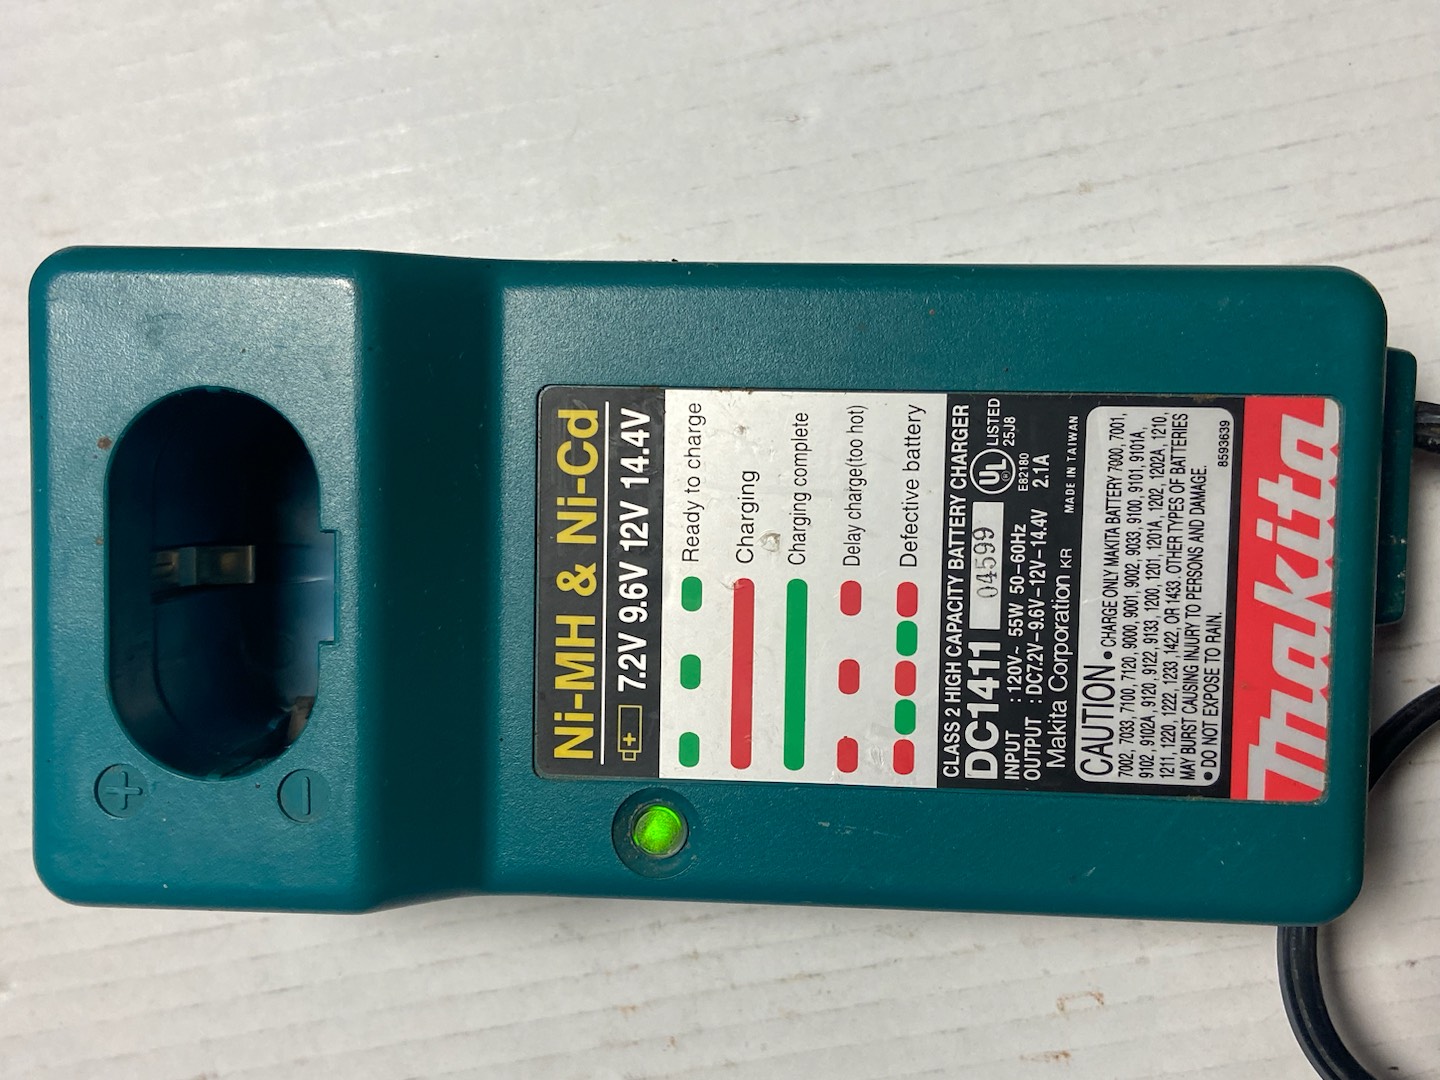 Ni-MH & Ni-Cd
+ 7.2V 9.6V 12V 14.4V
Ready to charge
Charging
Charging complete
Delay charge(too hot)
Defective battery
CLASS 2 HIGH CAPACITY BATTERY CHARGER
DC1411 04599 UL ® LISTED
25J8
E82180
INPUT : 120V~ 55W 50-60Hz
OUTPUT : DC7.2V-9.6V-12V-14.4V 2.1A
Makita Corporation KR MADE IN TAIWAN
CAUTION • CHARGE ONLY MAKITA BATTERY 7000, 7001,
7002, 7033, 7100, 7120, 9000, 9001, 9002, 9033, 9100, 9101, 9101A,
9102, 9102A, 9120, 9122, 9133, 1200, 1201, 1201A, 1202, 1202A, 1210,
1211, 1220, 1222, 1233, 1422, OR 1433. OTHER TYPES OF BATTERIES
MAY BURST CAUSING INJURY TO PERSONS AND DAMAGE.
• DO NOT EXPOSE TO RAIN. 8593639
makita
+
−